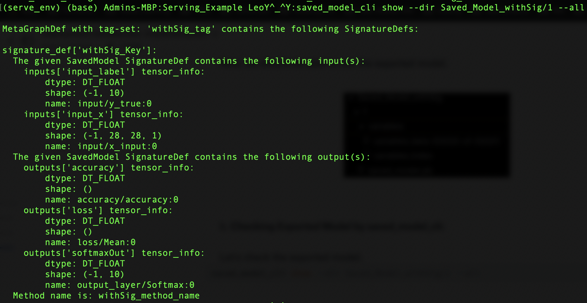 (serve_env) (base) Admins-MBP:Serving_Example LeoY^_^Y:saved_model_cli show --dir Saved_Model_withSig/1 --all
MetaGraphDef with tag-set: 'withSig_tag' contains the following SignatureDefs:
signature_def['withSig_Key']:
The given SavedModel SignatureDef contains the following input(s):
inputs['input_label'] tensor_info:
dtype: DT_FLOAT
shape: (-1, 10)
name: input/y_true:0
inputs['input_x'] tensor_info:
dtype: DT_FLOAT
shape: (-1, 28, 28, 1)
name: input/x_input:0
The given SavedModel SignatureDef contains the following output(s):
outputs['accuracy'] tensor_info:
dtype: DT_FLOAT
shape: ()
name: accuracy/accuracy:0
outputs['loss'] tensor_info:
dtype: DT_FLOAT
shape: ()
name: loss/Mean:0
outputs['softmaxOut'] tensor_info:
dtype: DT_FLOAT
shape: (-1, 10)
name: output_layer/Softmax:0
Method name is: withSig_method_name